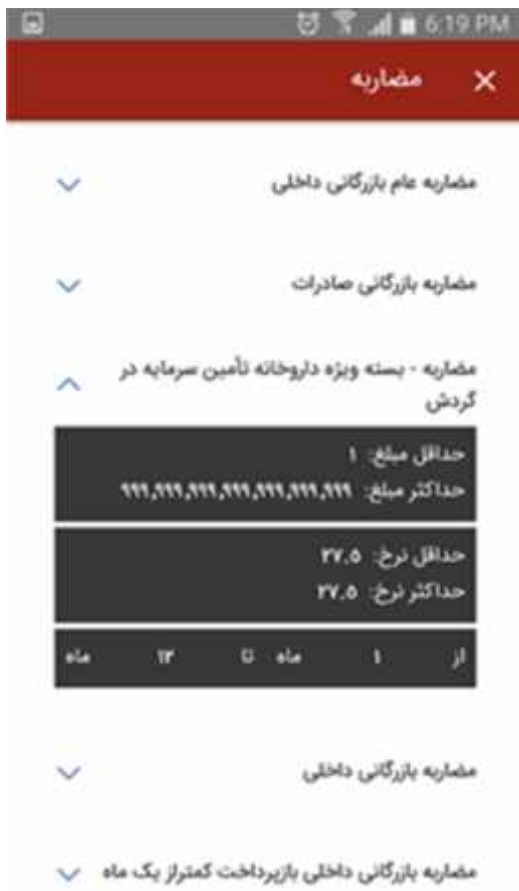 6:19 PM
مضاربه
مضاربه عام بازرگانی داخلی
مضاربه بازرگانی صادرات
مضاربه - بسته ویژه داروخانه تأمین سرمایه در
گردش
حداقل مبلغ: ۱
حداکثر مبلغ: ۹۹۹,۹۹۹,۹۹۹,۹۹۹,۹۹۹,۹۹۹,۹۹۹
حداقل نرخ: ۲۷.۵
حداکثر نرخ: ۲۷.۵
از ۱ ماه تا ۱۲ ماه
مضاربه بازرگانی داخلی
مضاربه بازرگانی داخلی بازپرداخت کمتراز یک ماه